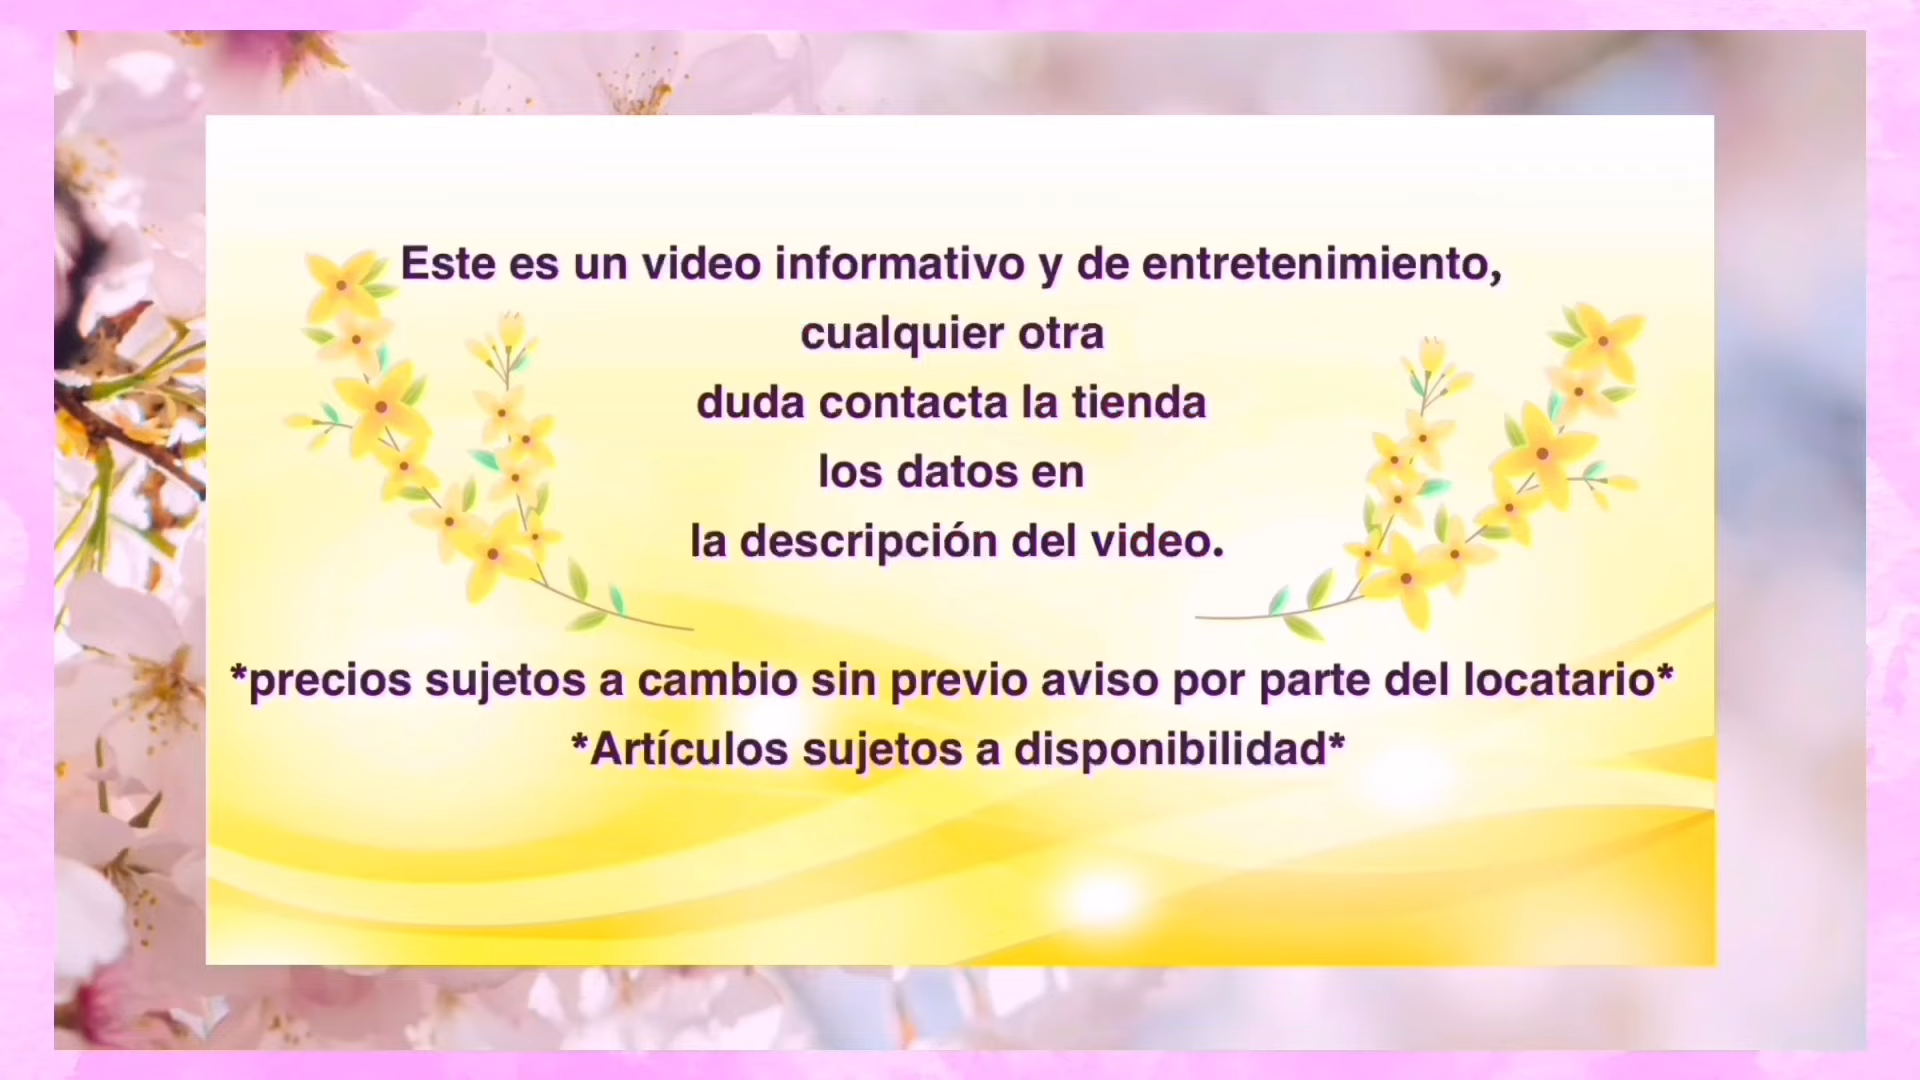 Este es un video informativo y de entretenimiento,
cualquier otra
duda contacta la tienda
los datos en
la descripción del video.
*precios sujetos a cambio sin previo aviso por parte del locatario*
*Artículos sujetos a disponibilidad*